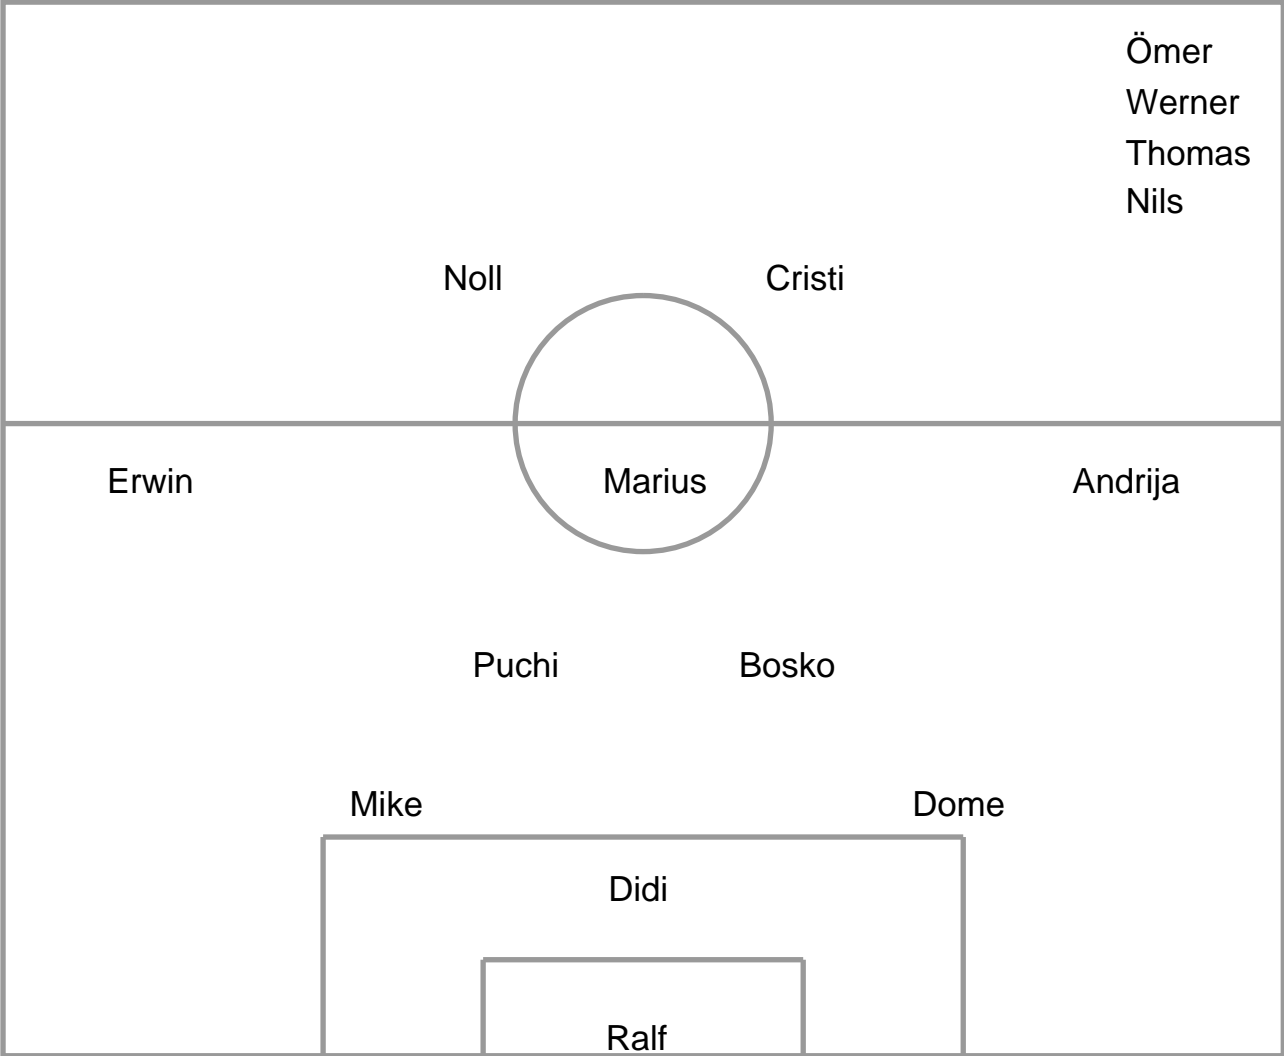 Ömer
Werner
Thomas
Nils
Noll Cristi
Erwin Marius Andrija
Puchi Bosko
Mike Dome
Didi
Ralf